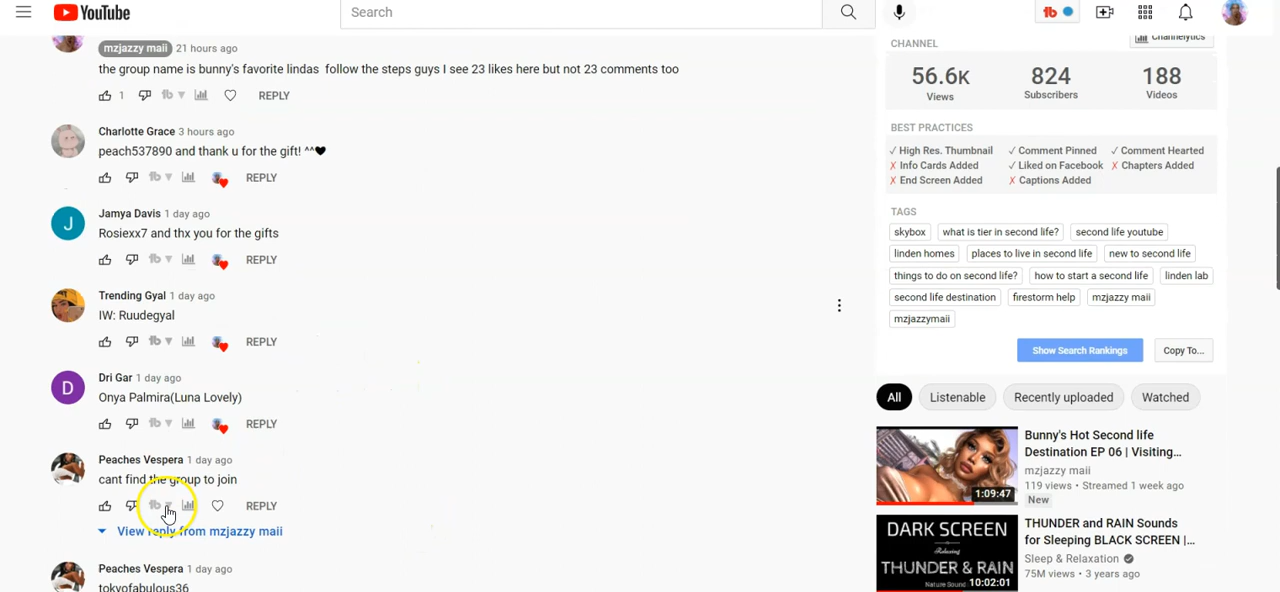 YouTube
Search
tb
mzjazzy maii 21 hours ago
the group name is bunny's favorite lindas follow the steps guys I see 23 likes here but not 23 comments too
1 tb REPLY
Charlotte Grace 3 hours ago
peach537890 and thank u for the gift! ^^♥
tb REPLY
J
Jamya Davis 1 day ago
Rosiexx7 and thx you for the gifts
tb REPLY
Trending Gyal 1 day ago
IW: Ruudegyal
tb REPLY
D
Dri Gar 1 day ago
Onya Palmira(Luna Lovely)
tb REPLY
Peaches Vespera 1 day ago
cant find the group to join
tb REPLY
View reply from mzjazzy maii
Peaches Vespera 1 day ago
tokyofabulous36
CHANNEL
Channelytics
56.6K 824 188
Views Subscribers Videos
BEST PRACTICES
✓ High Res. Thumbnail ✓ Comment Pinned ✓ Comment Hearted
✗ Info Cards Added ✓ Liked on Facebook ✗ Chapters Added
✗ End Screen Added ✗ Captions Added
TAGS
skybox what is tier in second life? second life youtube
linden homes places to live in second life new to second life
things to do on second life? how to start a second life linden lab
second life destination firestorm help mzjazzy maii
mzjazzymaii
Show Search Rankings Copy To...
All Listenable Recently uploaded Watched
1:09:47
Bunny's Hot Second life
Destination EP 06 | Visiting...
mzjazzy maii
119 views • Streamed 1 week ago
New
DARK SCREEN
Relaxing
THUNDER & RAIN
Nature Sound
10:02:01
THUNDER and RAIN Sounds
for Sleeping BLACK SCREEN |...
Sleep & Relaxation
75M views • 3 years ago